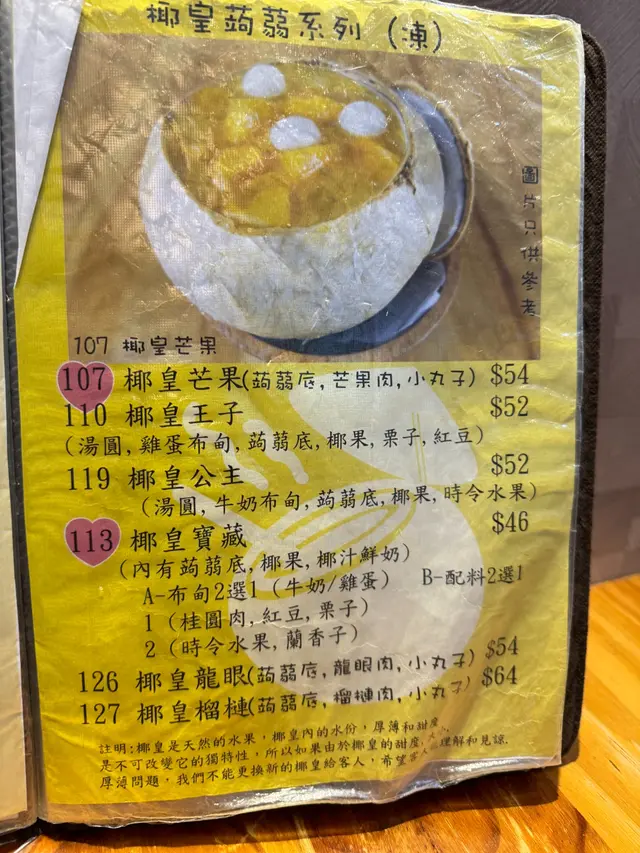 椰皇蒟蒻系列 (凍)
圖片只供參考
107 椰皇芒果
107 椰皇芒果(蒟蒻底,芒果肉,小丸子) $54
110 椰皇王子 $52
(湯圓,雞蛋布甸,蒟蒻底,椰果,栗子,紅豆)
119 椰皇公主 $52
(湯圓,牛奶布甸,蒟蒻底,椰果,時令水果)
113 椰皇寶藏 $46
(內有蒟蒻底,椰果,椰汁鮮奶)
A-布甸2選1 (牛奶/雞蛋) B-配料2選1
1 (桂圓肉,紅豆,栗子)
2 (時令水果,蘭香子)
126 椰皇龍眼(蒟蒻底,龍眼肉,小丸子) $54
127 椰皇榴槤(蒟蒻底,榴槤肉,小丸子) $64
註明:椰皇是天然的水果,椰皇內的水份,厚薄和甜度
是不可改變它的獨特性,所以如果由於椰皇的甜度,大小,
厚薄問題,我們不能更換新的椰皇給客人,希望客人理解和見諒.